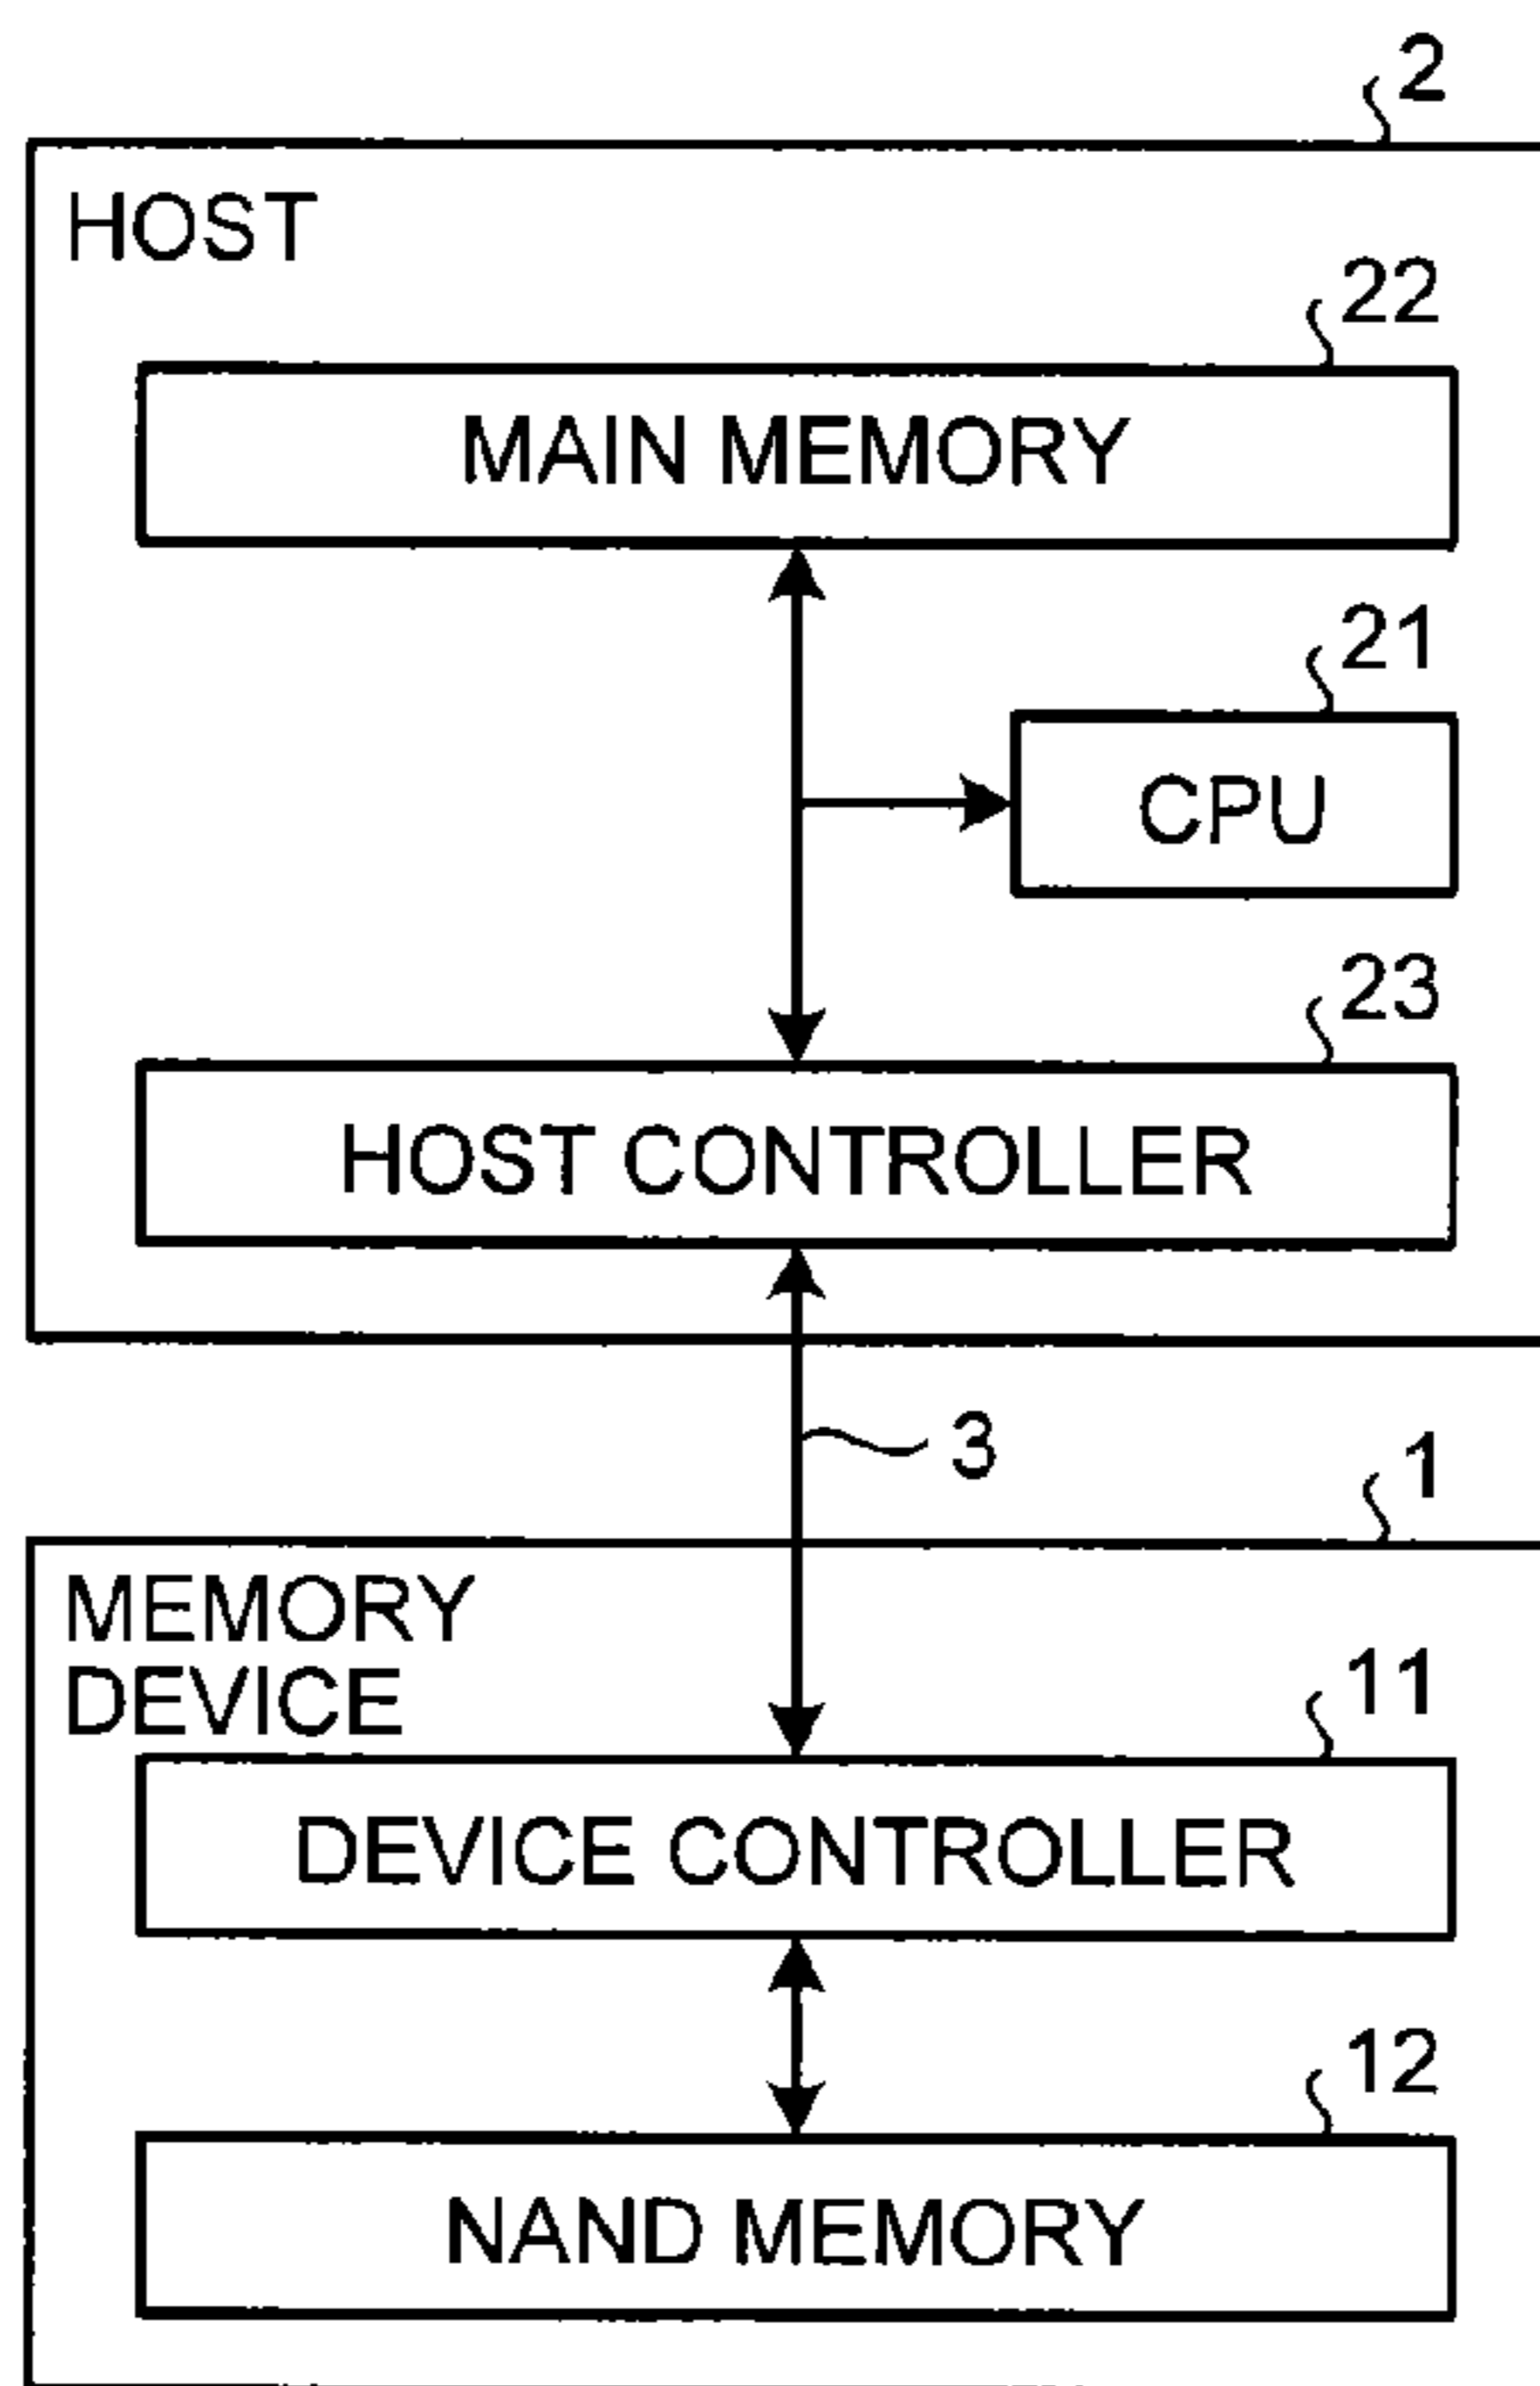 2
HOST
22
MAIN MEMORY
21
CPU
23
HOST CONTROLLER
3
1
MEMORY
DEVICE
11
DEVICE CONTROLLER
12
NAND MEMORY